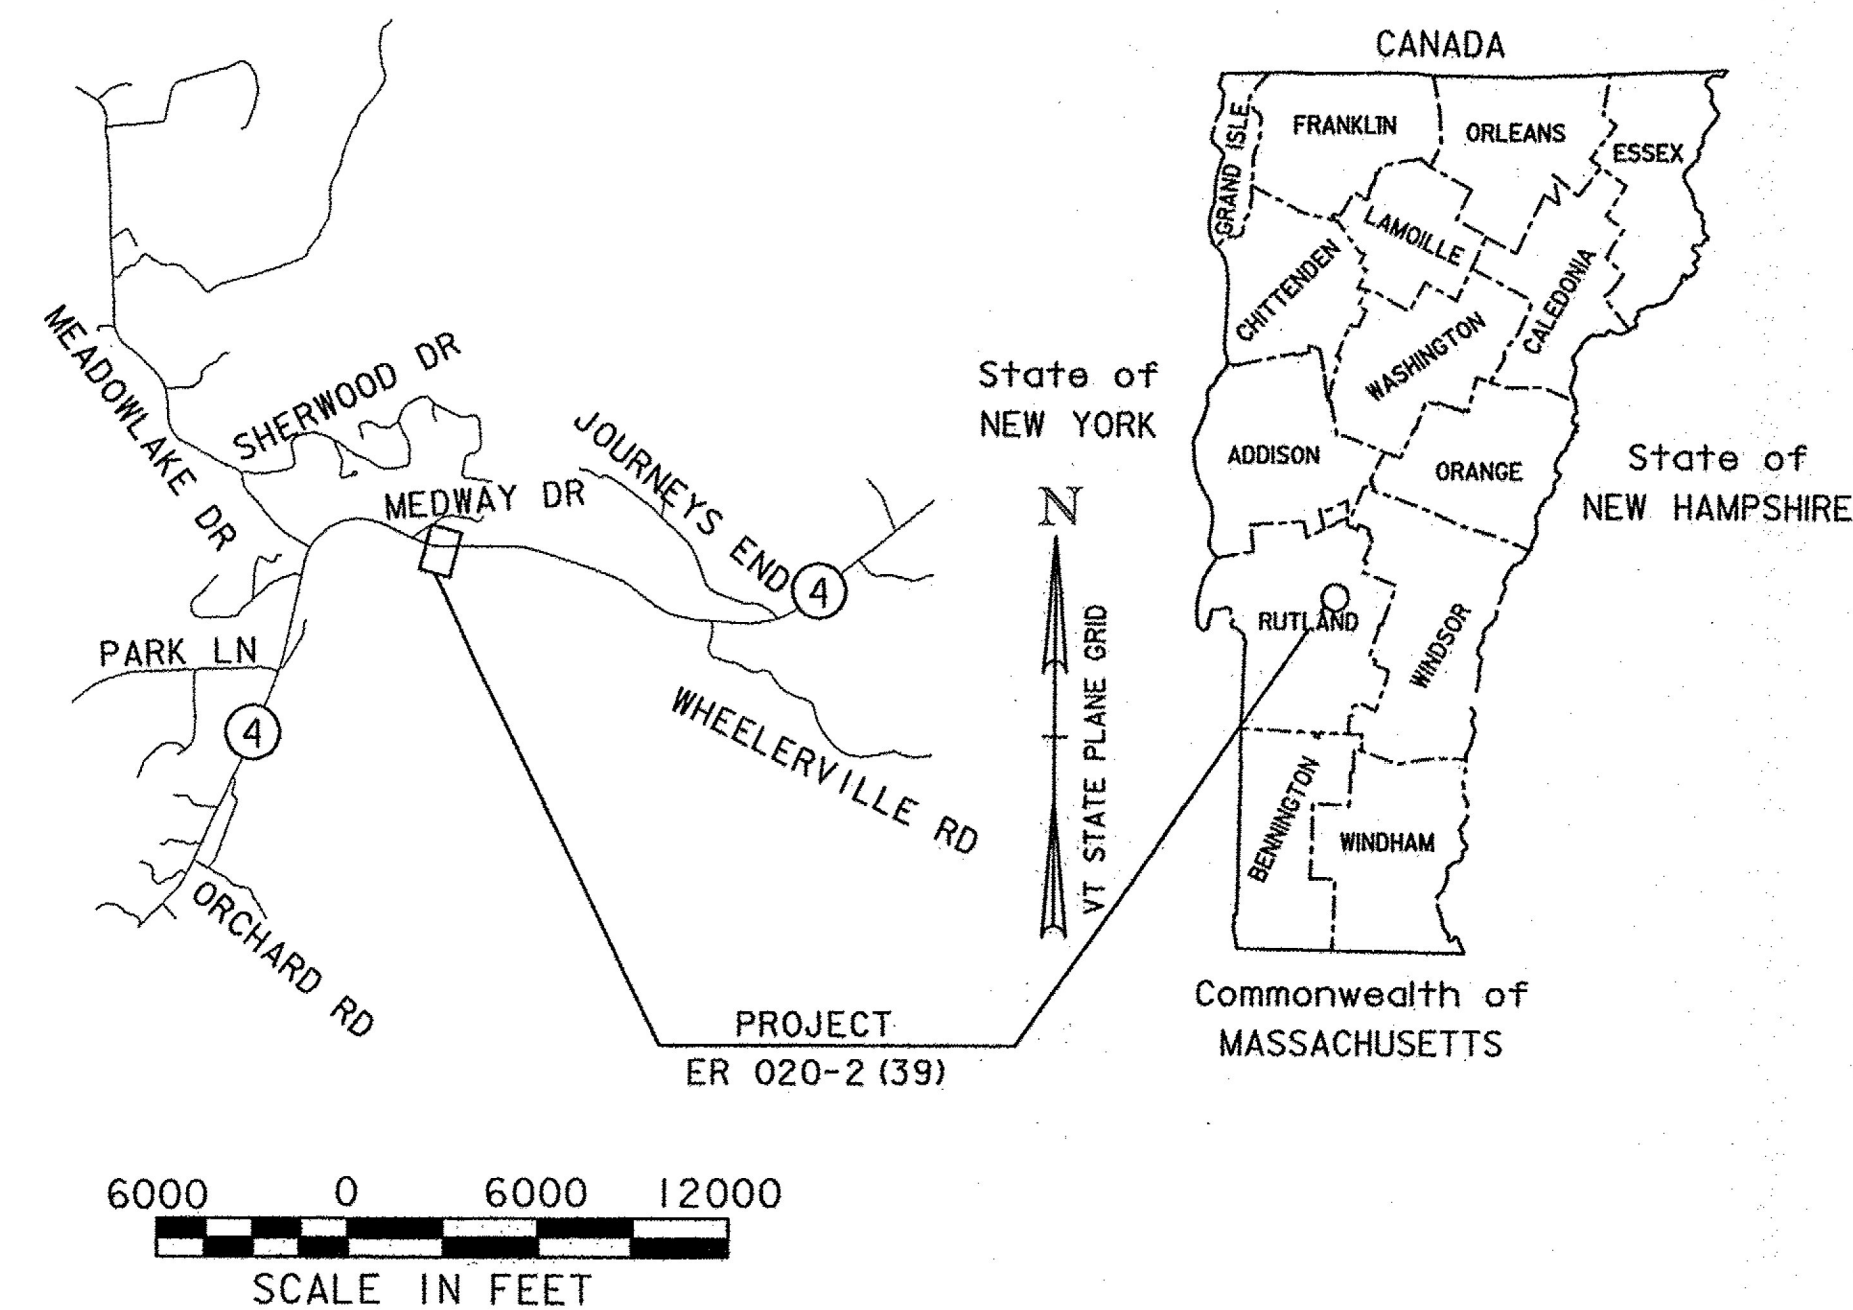 CANADA
FRANKLIN
ORLEANS
ESSEX
GRAND ISLE
LAMOILLE
CHITTENDEN
CALEDONIA
WASHINGTON
ADDISON
ORANGE
RUTLAND
WINDSOR
BENNINGTON
WINDHAM
State of
NEW YORK
State of
NEW HAMPSHIRE
Commonwealth of
MASSACHUSETTS
N
VT STATE PLANE GRID
MEADOWLAKE DR
SHERWOOD DR
JOURNEYS END
MEDWAY DR
4
PARK LN
4
WHEELERVILLE RD
ORCHARD RD
PROJECT
ER 020-2 (39)
6000 0 6000 12000
SCALE IN FEET